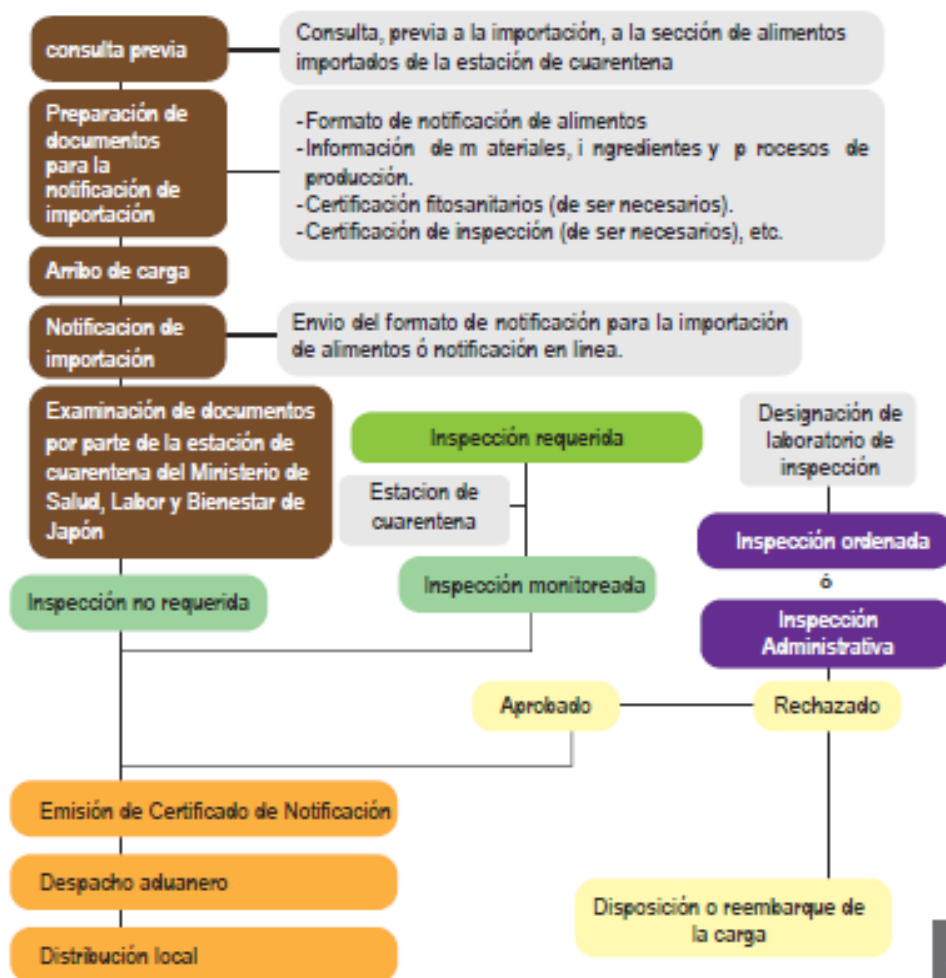 consulta previa
Consulta, previa a la importación, a la sección de alimentos
importados de la estación de cuarentena
Preparación de
documentos
para la
notificación de
importación
-Formato de notificación de alimentos
-Información de m ateriales, i ngredientes y p rocesos de
producción.
-Certificación fitosanitarios (de ser necesarios).
-Certificación de inspección (de ser necesarios), etc.
Arribo de carga
Notificacion de
importación
Envio del formato de notificación para la importación
de alimentos ó notificación en linea.
Examinación de documentos
por parte de la estación de
cuarentena del Ministerio de
Salud, Labor y Bienestar de
Japón
Inspección requerida
Designación de
laboratorio de
inspección
Estacion de
cuarentena
Inspección ordenada
ó
Inspección
Administrativa
Inspección no requerida
Inspección monitoreada
Aprobado
Rechazado
Emisión de Certificado de Notificación
Despacho aduanero
Distribución local
Disposición o reembarque de
la carga